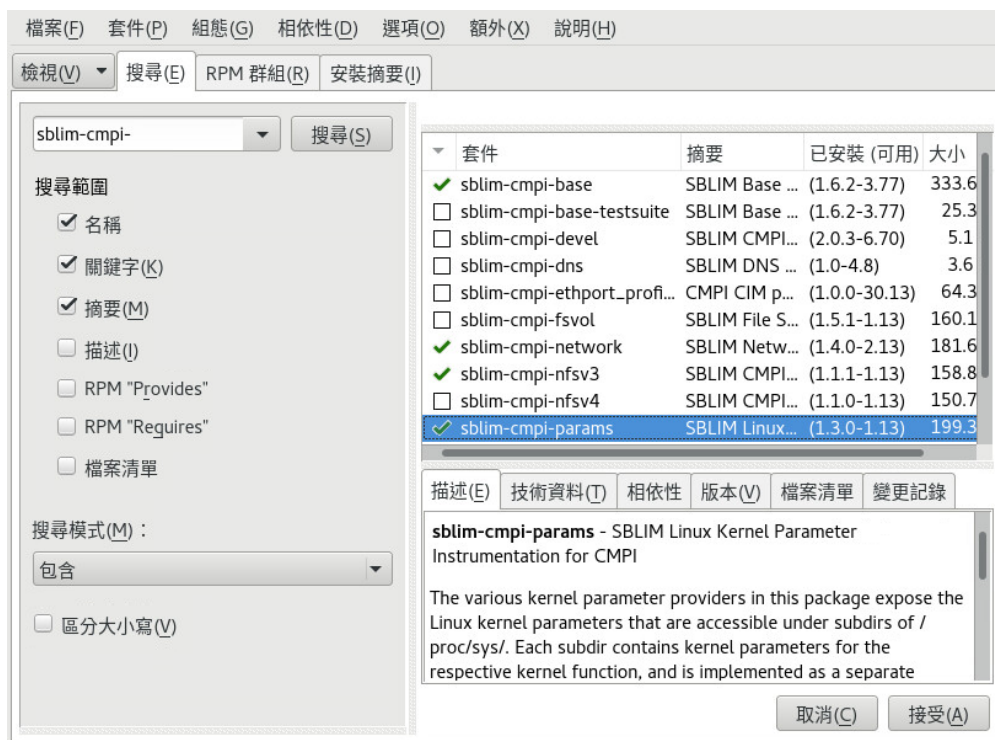 檔案(F) 套件(P) 組態(G) 相依性(D) 選項(O) 額外(X) 說明(H)
檢視(V) 搜尋(E) RPM 群組(R) 安裝摘要(I)
sblim-cmpi- 搜尋(S)
搜尋範圍
名稱
關鍵字(K)
摘要(M)
描述(I)
RPM "Provides"
RPM "Requires"
檔案清單
搜尋模式(M)：
包含
區分大小寫(V)
套件 摘要 已安裝 (可用) 大小
sblim-cmpi-base SBLIM Base ... (1.6.2-3.77) 333.6
sblim-cmpi-base-testsuite SBLIM Base ... (1.6.2-3.77) 25.3
sblim-cmpi-devel SBLIM CMPI... (2.0.3-6.70) 5.1
sblim-cmpi-dns SBLIM DNS ... (1.0-4.8) 3.6
sblim-cmpi-ethport_profi... CMPI CIM p... (1.0.0-30.13) 64.3
sblim-cmpi-fsvol SBLIM File S... (1.5.1-1.13) 160.1
sblim-cmpi-network SBLIM Netw... (1.4.0-2.13) 181.6
sblim-cmpi-nfsv3 SBLIM CMPI... (1.1.1-1.13) 158.8
sblim-cmpi-nfsv4 SBLIM CMPI... (1.1.0-1.13) 150.7
sblim-cmpi-params SBLIM Linux... (1.3.0-1.13) 199.3
描述(E) 技術資料(T) 相依性 版本(V) 檔案清單 變更記錄
sblim-cmpi-params - SBLIM Linux Kernel Parameter
Instrumentation for CMPI
The various kernel parameter providers in this package expose the
Linux kernel parameters that are accessible under subdirs of /
proc/sys/. Each subdir contains kernel parameters for the
respective kernel function, and is implemented as a separate
取消(C) 接受(A)